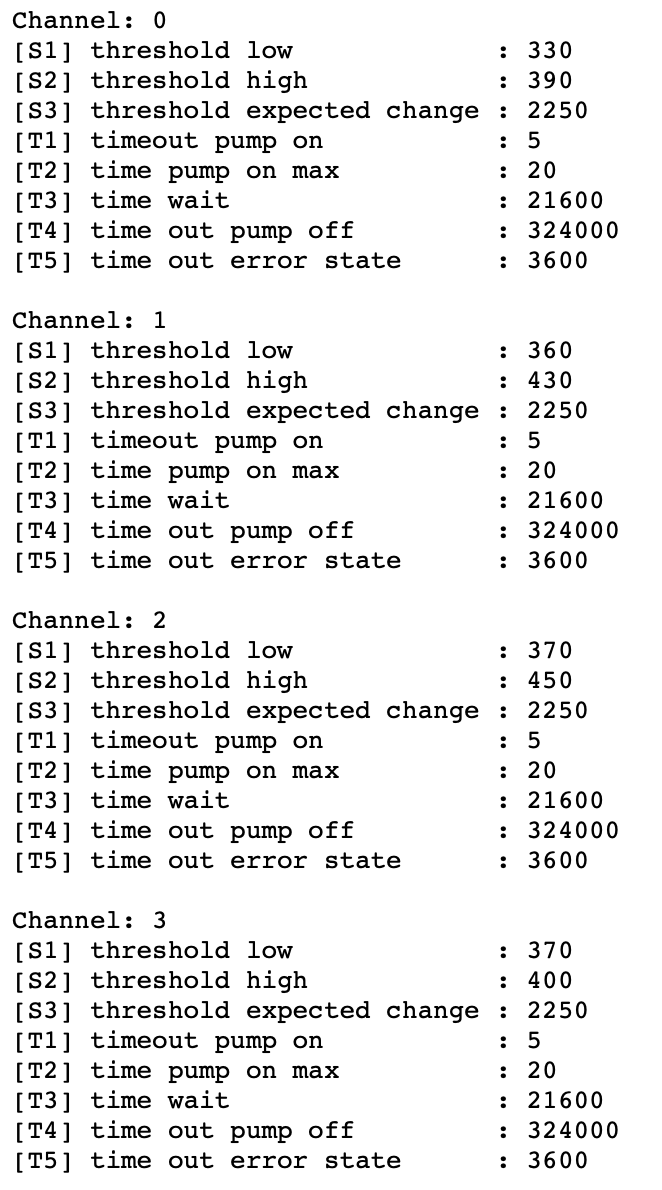 Channel: 0
[S1] threshold low             : 330
[S2] threshold high            : 390
[S3] threshold expected change : 2250
[T1] timeout pump on           : 5
[T2] time pump on max          : 20
[T3] time wait                 : 21600
[T4] time out pump off         : 324000
[T5] time out error state      : 3600

Channel: 1
[S1] threshold low             : 360
[S2] threshold high            : 430
[S3] threshold expected change : 2250
[T1] timeout pump on           : 5
[T2] time pump on max          : 20
[T3] time wait                 : 21600
[T4] time out pump off         : 324000
[T5] time out error state      : 3600

Channel: 2
[S1] threshold low             : 370
[S2] threshold high            : 450
[S3] threshold expected change : 2250
[T1] timeout pump on           : 5
[T2] time pump on max          : 20
[T3] time wait                 : 21600
[T4] time out pump off         : 324000
[T5] time out error state      : 3600

Channel: 3
[S1] threshold low             : 370
[S2] threshold high            : 400
[S3] threshold expected change : 2250
[T1] timeout pump on           : 5
[T2] time pump on max          : 20
[T3] time wait                 : 21600
[T4] time out pump off         : 324000
[T5] time out error state      : 3600